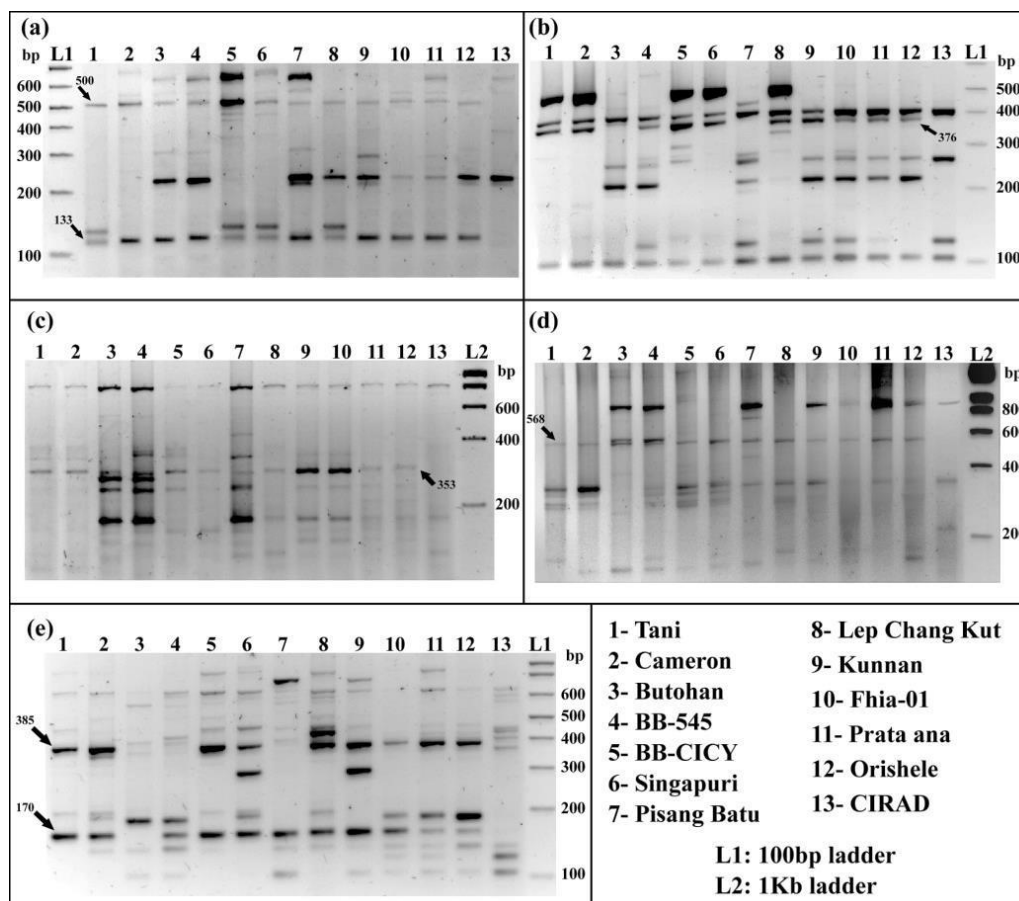 (a)
L1 1 2 3 4 5 6 7 8 9 10 11 12 13
bp
600
500
500
400
300
200
133
100
(b)
1 2 3 4 5 6 7 8 9 10 11 12 13 L1
bp
500
400
376
300
200
100
(c)
1 2 3 4 5 6 7 8 9 10 11 12 13 L2
bp
600
400
353
200
(d)
1 2 3 4 5 6 7 8 9 10 11 12 13 L2
bp
80
568
60
40
20
(e)
1 2 3 4 5 6 7 8 9 10 11 12 13 L1
bp
600
500
385
400
300
170
200
100
1- Tani
2- Cameron
3- Butohan
4- BB-545
5- BB-CICY
6- Singapuri
7- Pisang Batu
8- Lep Chang Kut
9- Kunnan
10- Fhia-01
11- Prata ana
12- Orishele
13- CIRAD
L1: 100bp ladder
L2: 1Kb ladder